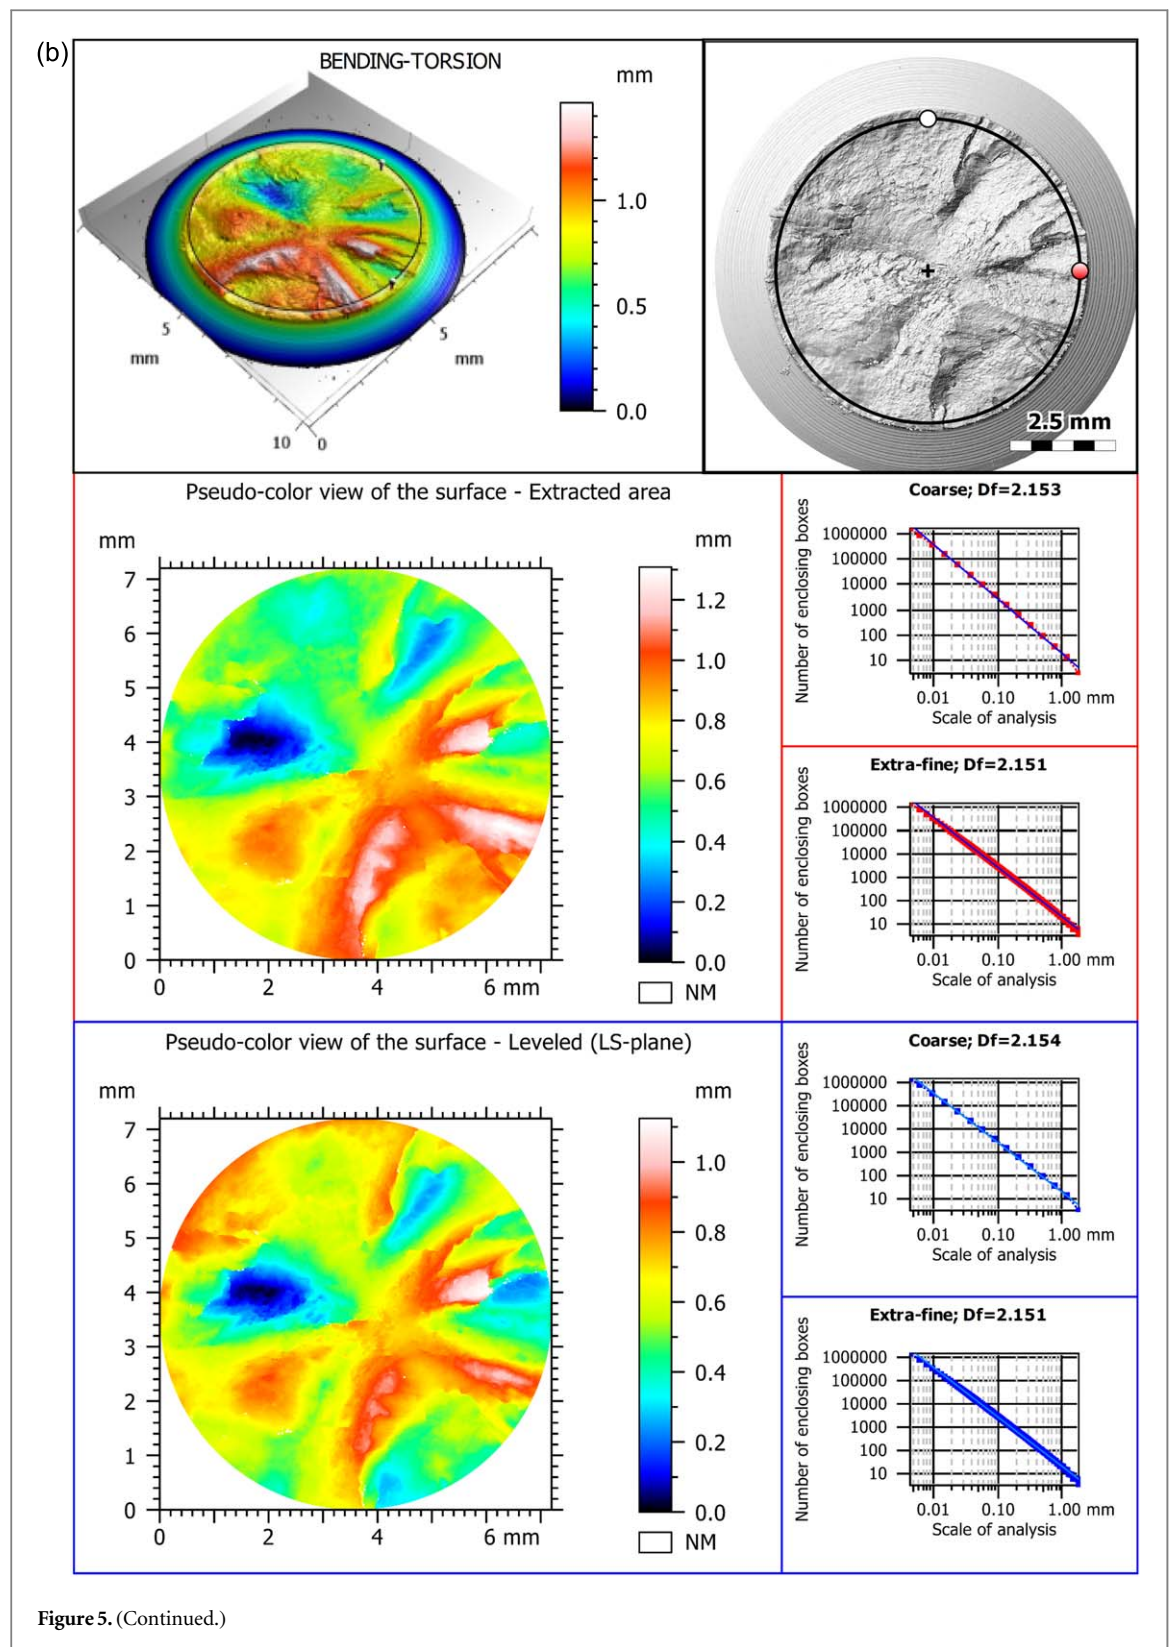 (b)
BENDING-TORSION
mm
1.0
0.5
0.0
5
mm
10
0
5
mm
2.5 mm
Pseudo-color view of the surface - Extracted area
mm
7
6
5
4
3
2
1
0
0 2 4 6 mm
mm
1.2
1.0
0.8
0.6
0.4
0.2
0.0
NM
Coarse; Df=2.153
Number of enclosing boxes
1000000
100000
10000
1000
100
10
0.01 0.10 1.00 mm
Scale of analysis
Extra-fine; Df=2.151
Number of enclosing boxes
1000000
100000
10000
1000
100
10
0.01 0.10 1.00 mm
Scale of analysis
Pseudo-color view of the surface - Leveled (LS-plane)
mm
7
6
5
4
3
2
1
0
0 2 4 6 mm
mm
1.0
0.8
0.6
0.4
0.2
0.0
NM
Coarse; Df=2.154
Number of enclosing boxes
1000000
100000
10000
1000
100
10
0.01 0.10 1.00 mm
Scale of analysis
Extra-fine; Df=2.151
Number of enclosing boxes
1000000
100000
10000
1000
100
10
0.01 0.10 1.00 mm
Scale of analysis
Figure 5. (Continued.)